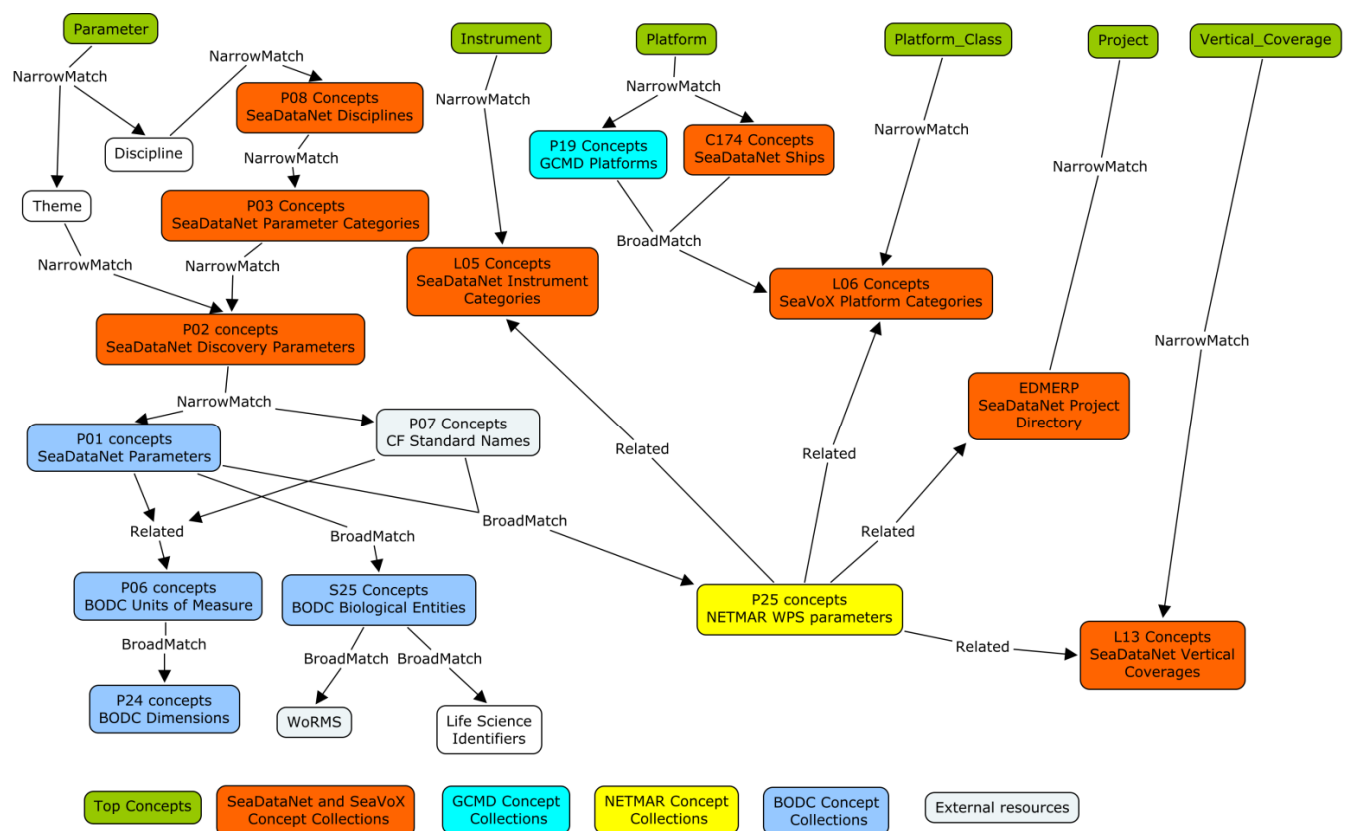 Parameter
Instrument
Platform
Platform_Class
Project
Vertical_Coverage
NarrowMatch
NarrowMatch
NarrowMatch
NarrowMatch
P08 Concepts
SeaDataNet Disciplines
NarrowMatch
NarrowMatch
Discipline
P19 Concepts
GCMD Platforms
C174 Concepts
SeaDataNet Ships
NarrowMatch
NarrowMatch
Theme
P03 Concepts
SeaDataNet Parameter Categories
BroadMatch
NarrowMatch
NarrowMatch
L05 Concepts
SeaDataNet Instrument
Categories
L06 Concepts
SeaVoX Platform Categories
P02 concepts
SeaDataNet Discovery Parameters
NarrowMatch
NarrowMatch
EDMERP
SeaDataNet Project
Directory
P01 concepts
SeaDataNet Parameters
P07 Concepts
CF Standard Names
Related
Related
Related
BroadMatch
BroadMatch
Related
P06 concepts
BODC Units of Measure
S25 Concepts
BODC Biological Entities
P25 concepts
NETMAR WPS parameters
BroadMatch
BroadMatch
BroadMatch
Related
L13 Concepts
SeaDataNet Vertical
Coverages
P24 concepts
BODC Dimensions
WoRMS
Life Science
Identifiers
Top Concepts
SeaDataNet and SeaVoX
Concept Collections
GCMD Concept
Collections
NETMAR Concept
Collections
BODC Concept
Collections
External resources